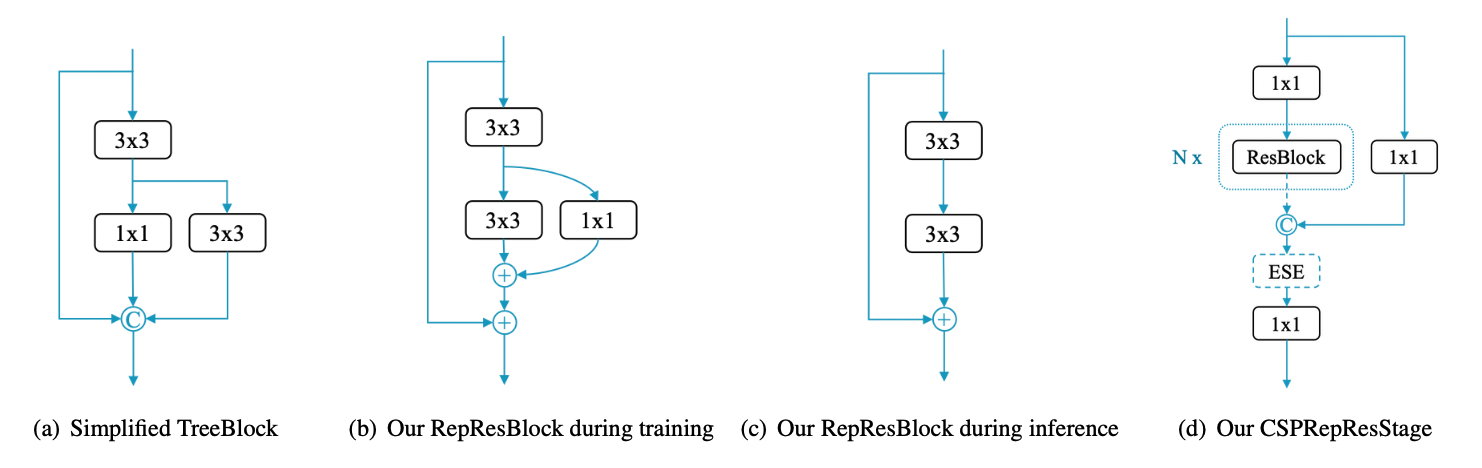 3x3
1x1
3x3
C
(a) Simplified TreeBlock
3x3
3x3
1x1
+
+
(b) Our RepResBlock during training
3x3
3x3
+
(c) Our RepResBlock during inference
1x1
N x
ResBlock
1x1
C
ESE
1x1
(d) Our CSPRepResStage